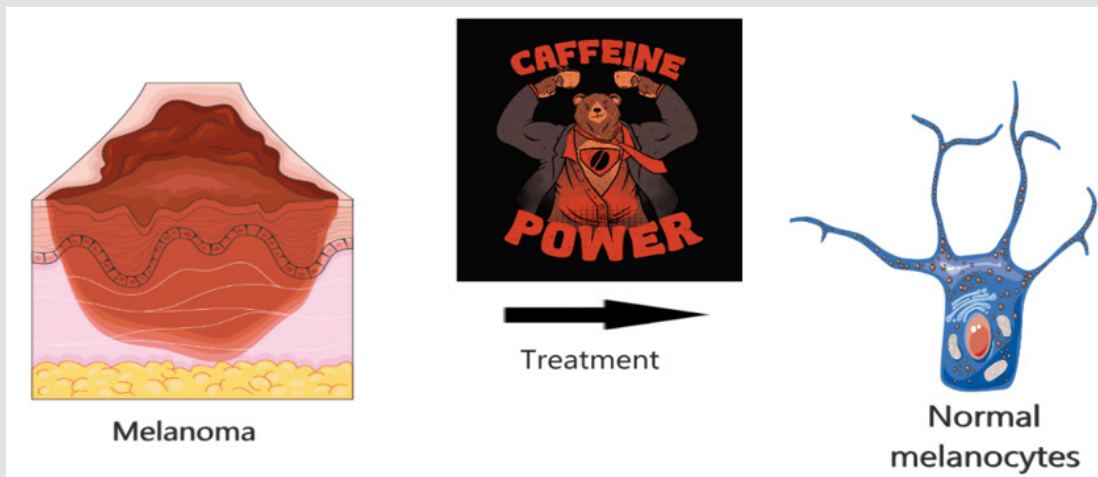 CAFFEINE
POWER
Treatment
Melanoma
Normal
melanocytes